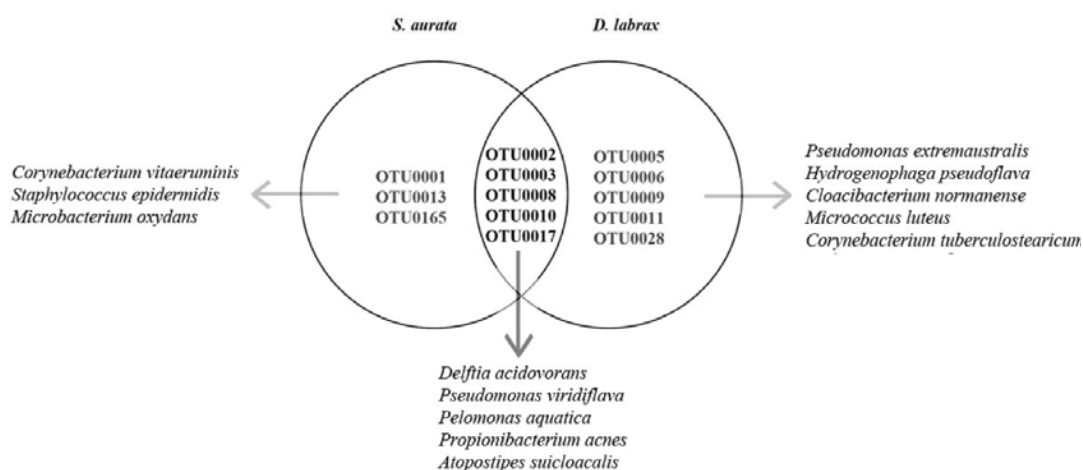 S. aurata
D. labrax
Corynebacterium vitaeruminis
Staphylococcus epidermidis
Microbacterium oxydans
OTU0001
OTU0013
OTU0165
OTU0002
OTU0003
OTU0008
OTU0010
OTU0017
OTU0005
OTU0006
OTU0009
OTU0011
OTU0028
Pseudomonas extremaustralis
Hydrogenophaga pseudoflava
Cloacibacterium normanense
Micrococcus luteus
Corynebacterium tuberculostearicum
Delftia acidovorans
Pseudomonas viridiflava
Pelomonas aquatica
Propionibacterium acnes
Atopostipes suicloacalis